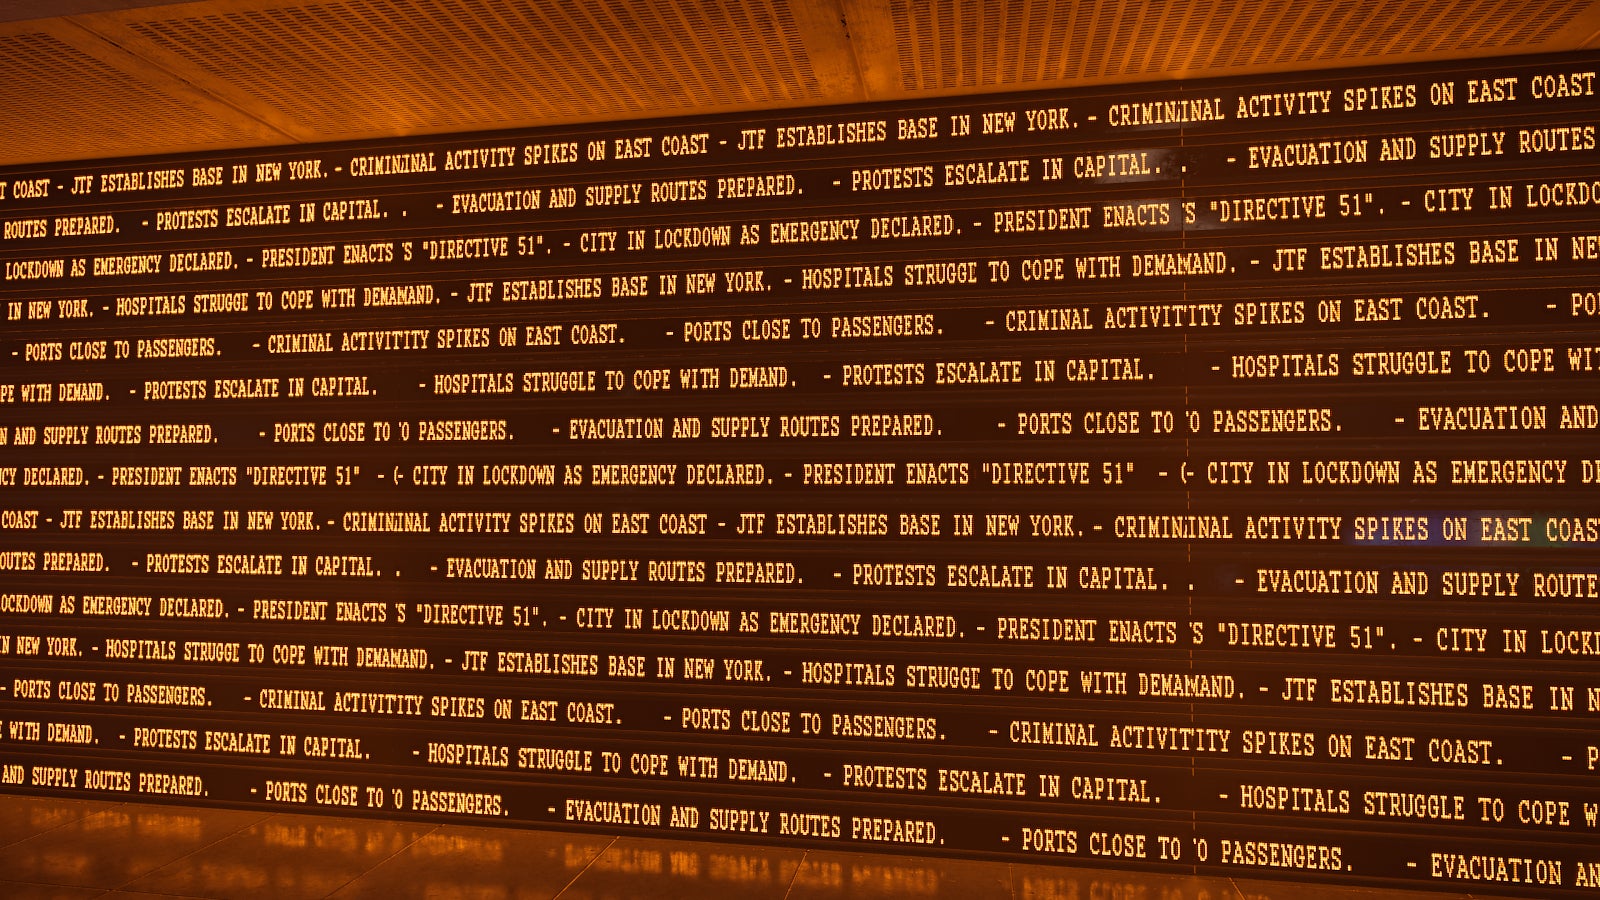 T COAST - JTF ESTABLISHES BASE IN NEW YORK. - CRIMININAL ACTIVITY SPIKES ON EAST COAST - JTF ESTABLISHES BASE IN NEW YORK. - CRIMININAL ACTIVITY SPIKES ON EAST COAST
ROUTES PREPARED. - PROTESTS ESCALATE IN CAPITAL. . - EVACUATION AND SUPPLY ROUTES PREPARED. - PROTESTS ESCALATE IN CAPITAL. . - EVACUATION AND SUPPLY ROUTES
LOCKDOWN AS EMERGENCY DECLARED. - PRESIDENT ENACTS 'S "DIRECTIVE 51". - CITY IN LOCKDOWN AS EMERGENCY DECLARED. - PRESIDENT ENACTS 'S "DIRECTIVE 51". - CITY IN LOCKDO
IN NEW YORK. - HOSPITALS STRUGGL TO COPE WITH DEMAMAND. - JTF ESTABLISHES BASE IN NEW YORK. - HOSPITALS STRUGGL TO COPE WITH DEMAMAND. - JTF ESTABLISHES BASE IN NE
- PORTS CLOSE TO PASSENGERS. - CRIMINAL ACTIVITITY SPIKES ON EAST COAST. - PORTS CLOSE TO PASSENGERS. - CRIMINAL ACTIVITITY SPIKES ON EAST COAST. - PO
PE WITH DEMAND. - PROTESTS ESCALATE IN CAPITAL. - HOSPITALS STRUGGLE TO COPE WITH DEMAND. - PROTESTS ESCALATE IN CAPITAL. - HOSPITALS STRUGGLE TO COPE WIT
N AND SUPPLY ROUTES PREPARED. - PORTS CLOSE TO 'O PASSENGERS. - EVACUATION AND SUPPLY ROUTES PREPARED. - PORTS CLOSE TO 'O PASSENGERS. - EVACUATION AND
CY DECLARED. - PRESIDENT ENACTS "DIRECTIVE 51" - (- CITY IN LOCKDOWN AS EMERGENCY DECLARED. - PRESIDENT ENACTS "DIRECTIVE 51" - (- CITY IN LOCKDOWN AS EMERGENCY DE
COAST - JTF ESTABLISHES BASE IN NEW YORK. - CRIMININAL ACTIVITY SPIKES ON EAST COAST - JTF ESTABLISHES BASE IN NEW YORK. - CRIMININAL ACTIVITY SPIKES ON EAST COAST
OUTES PREPARED. - PROTESTS ESCALATE IN CAPITAL. . - EVACUATION AND SUPPLY ROUTES PREPARED. - PROTESTS ESCALATE IN CAPITAL. . - EVACUATION AND SUPPLY ROUTE
OCKDOWN AS EMERGENCY DECLARED. - PRESIDENT ENACTS 'S "DIRECTIVE 51". - CITY IN LOCKDOWN AS EMERGENCY DECLARED. - PRESIDENT ENACTS 'S "DIRECTIVE 51". - CITY IN LOCK
IN NEW YORK. - HOSPITALS STRUGGL TO COPE WITH DEMAMAND. - JTF ESTABLISHES BASE IN NEW YORK. - HOSPITALS STRUGGL TO COPE WITH DEMAMAND. - JTF ESTABLISHES BASE IN N
- PORTS CLOSE TO PASSENGERS. - CRIMINAL ACTIVITITY SPIKES ON EAST COAST. - PORTS CLOSE TO PASSENGERS. - CRIMINAL ACTIVITITY SPIKES ON EAST COAST. - P
E WITH DEMAND. - PROTESTS ESCALATE IN CAPITAL. - HOSPITALS STRUGGLE TO COPE WITH DEMAND. - PROTESTS ESCALATE IN CAPITAL. - HOSPITALS STRUGGLE TO COPE W
AND SUPPLY ROUTES PREPARED. - PORTS CLOSE TO 'O PASSENGERS. - EVACUATION AND SUPPLY ROUTES PREPARED. - PORTS CLOSE TO 'O PASSENGERS. - EVACUATION AN